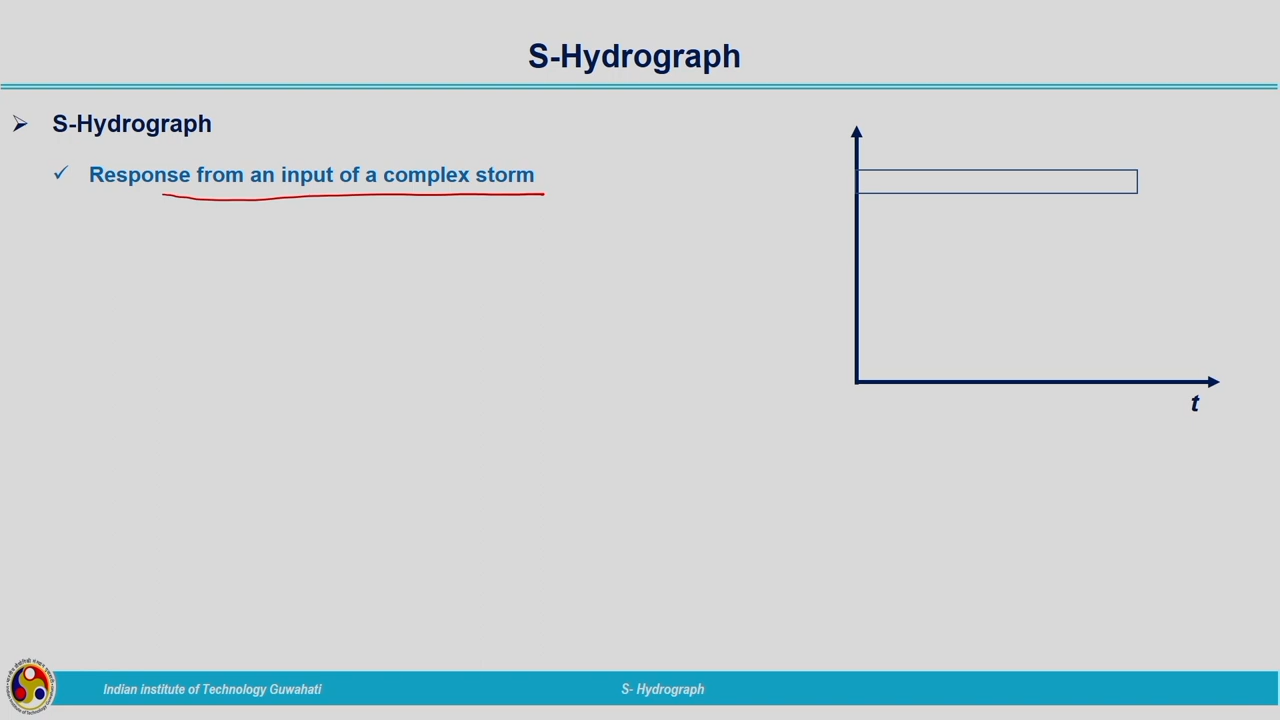 S-Hydrograph
S-Hydrograph
Response from an input of a complex storm
t
Indian institute of Technology Guwahati
S- Hydrograph